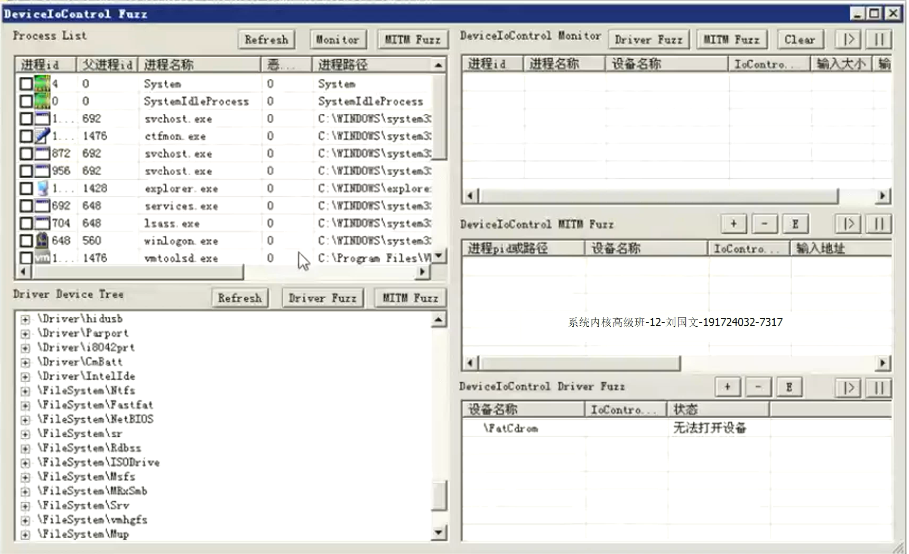 DeviceIoControl Fuzz
Process List
Refresh
Monitor
MITM Fuzz
进程id 父进程id 进程名称 恶... 进程路径
4 0 System 0 System
0 0 SystemIdleProcess 0 SystemIdleProcess
1... 692 svchost.exe 0 C:\WINDOWS\system3
1... 1476 ctfmon.exe 0 C:\WINDOWS\system3
872 692 svchost.exe 0 C:\WINDOWS\system3
956 692 svchost.exe 0 C:\WINDOWS\system3
1... 1428 explorer.exe 0 C:\WINDOWS\explore
692 648 services.exe 0 C:\WINDOWS\system3
704 648 lsass.exe 0 C:\WINDOWS\system3
648 560 winlogon.exe 0 C:\WINDOWS\system3
1... 1476 vmtoolsd.exe 0 C:\Program Files\V
Driver Device Tree
Refresh
Driver Fuzz
MITM Fuzz
\Driver\hidusb
\Driver\Parport
\Driver\i8042prt
\Driver\CmBatt
\Driver\IntelIde
\FileSystem\Ntfs
\FileSystem\Fastfat
\FileSystem\NetBIOS
\FileSystem\sr
\FileSystem\Rdbss
\FileSystem\ISODrive
\FileSystem\Msfs
\FileSystem\MRxSmb
\FileSystem\Srv
\FileSystem\vmhgfs
\FileSystem\Mup
DeviceIoControl Monitor
Driver Fuzz
MITM Fuzz
Clear
|>
||
进程id 进程名称 设备名称 IoContro... 输入大小 输
DeviceIoControl MITM Fuzz
+
-
E
|>
||
进程pid或路径 设备名称 IoContro... 输入地址
系统内核高级班-12-刘国文-191724032-7317
DeviceIoControl Driver Fuzz
+
-
E
|>
||
设备名称 IoContro... 状态
\FatCdrom 无法打开设备